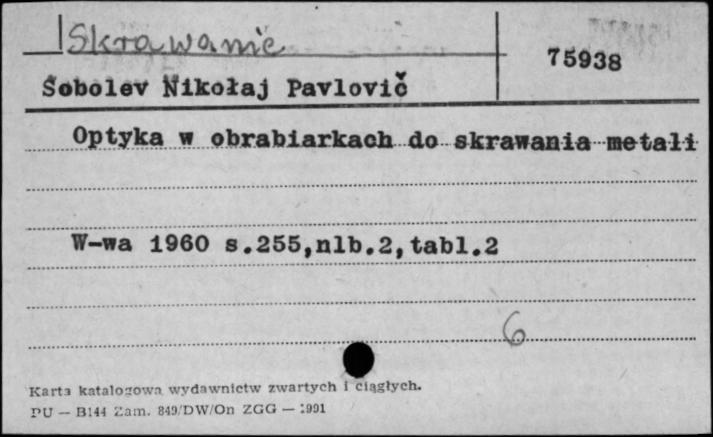 Skrawanie
75938
Sobolev Nikołaj Pavlovič
Optyka w obrabiarkach do skrawania metali
W-wa 1960 s.255,nlb.2,tabl.2
6
Karta katalogowa wydawnictw zwartych i ciągłych.
PU — B144 Zam. 849/DW/On ZGG — 1991